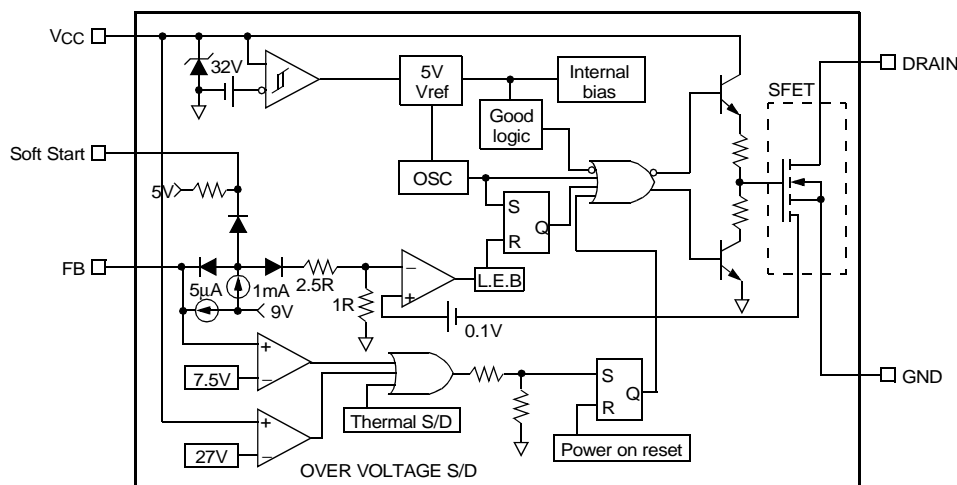 VCC
32V
5V
Vref
Internal
bias
Good
logic
DRAIN
SFET
Soft Start
5V
OSC
S
R
Q
FB
5μA
1mA
9V
2.5R
1R
−
+
L.E.B
0.1V
+
−
7.5V
Thermal S/D
S
R
Q
GND
+
−
27V
Power on reset
OVER VOLTAGE S/D